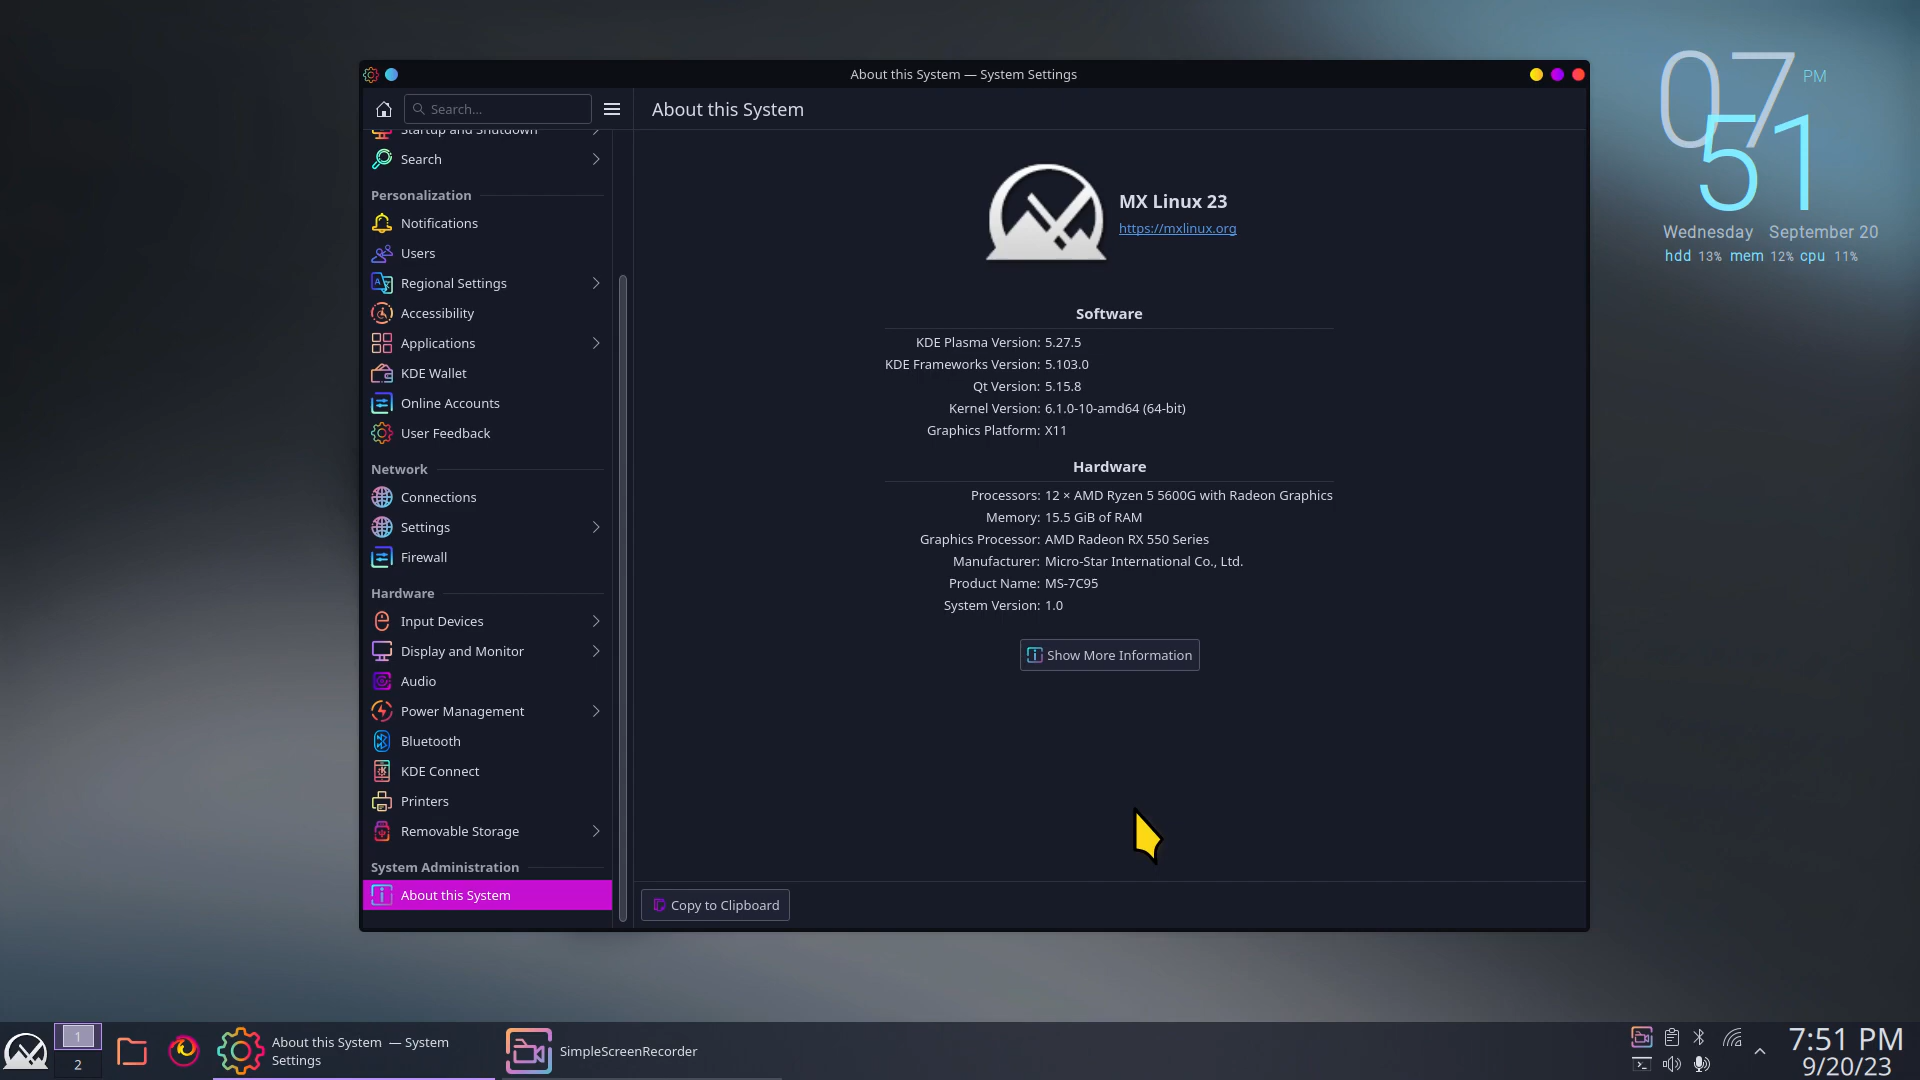 About this System — System Settings
Search...
About this System
Startup and Shutdown
Search
Personalization
Notifications
Users
Regional Settings
Accessibility
Applications
KDE Wallet
Online Accounts
User Feedback
Network
Connections
Settings
Firewall
Hardware
Input Devices
Display and Monitor
Audio
Power Management
Bluetooth
KDE Connect
Printers
Removable Storage
System Administration
About this System
MX Linux 23
https://mxlinux.org
Software
KDE Plasma Version: 5.27.5
KDE Frameworks Version: 5.103.0
Qt Version: 5.15.8
Kernel Version: 6.1.0-10-amd64 (64-bit)
Graphics Platform: X11
Hardware
Processors: 12 × AMD Ryzen 5 5600G with Radeon Graphics
Memory: 15.5 GiB of RAM
Graphics Processor: AMD Radeon RX 550 Series
Manufacturer: Micro-Star International Co., Ltd.
Product Name: MS-7C95
System Version: 1.0
Show More Information
Copy to Clipboard
07 PM
51
Wednesday September 20
hdd 13% mem 12% cpu 11%
1
2
About this System — System
Settings
SimpleScreenRecorder
7:51 PM
9/20/23